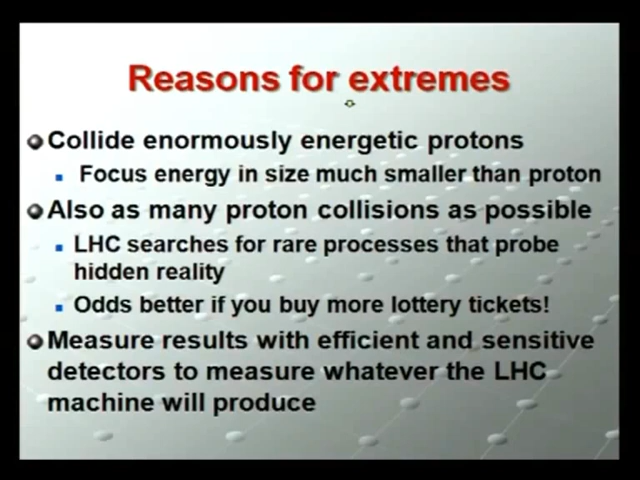 Reasons for extremes
Collide enormously energetic protons
Focus energy in size much smaller than proton
Also as many proton collisions as possible
LHC searches for rare processes that probe
hidden reality
Odds better if you buy more lottery tickets!
Measure results with efficient and sensitive
detectors to measure whatever the LHC
machine will produce